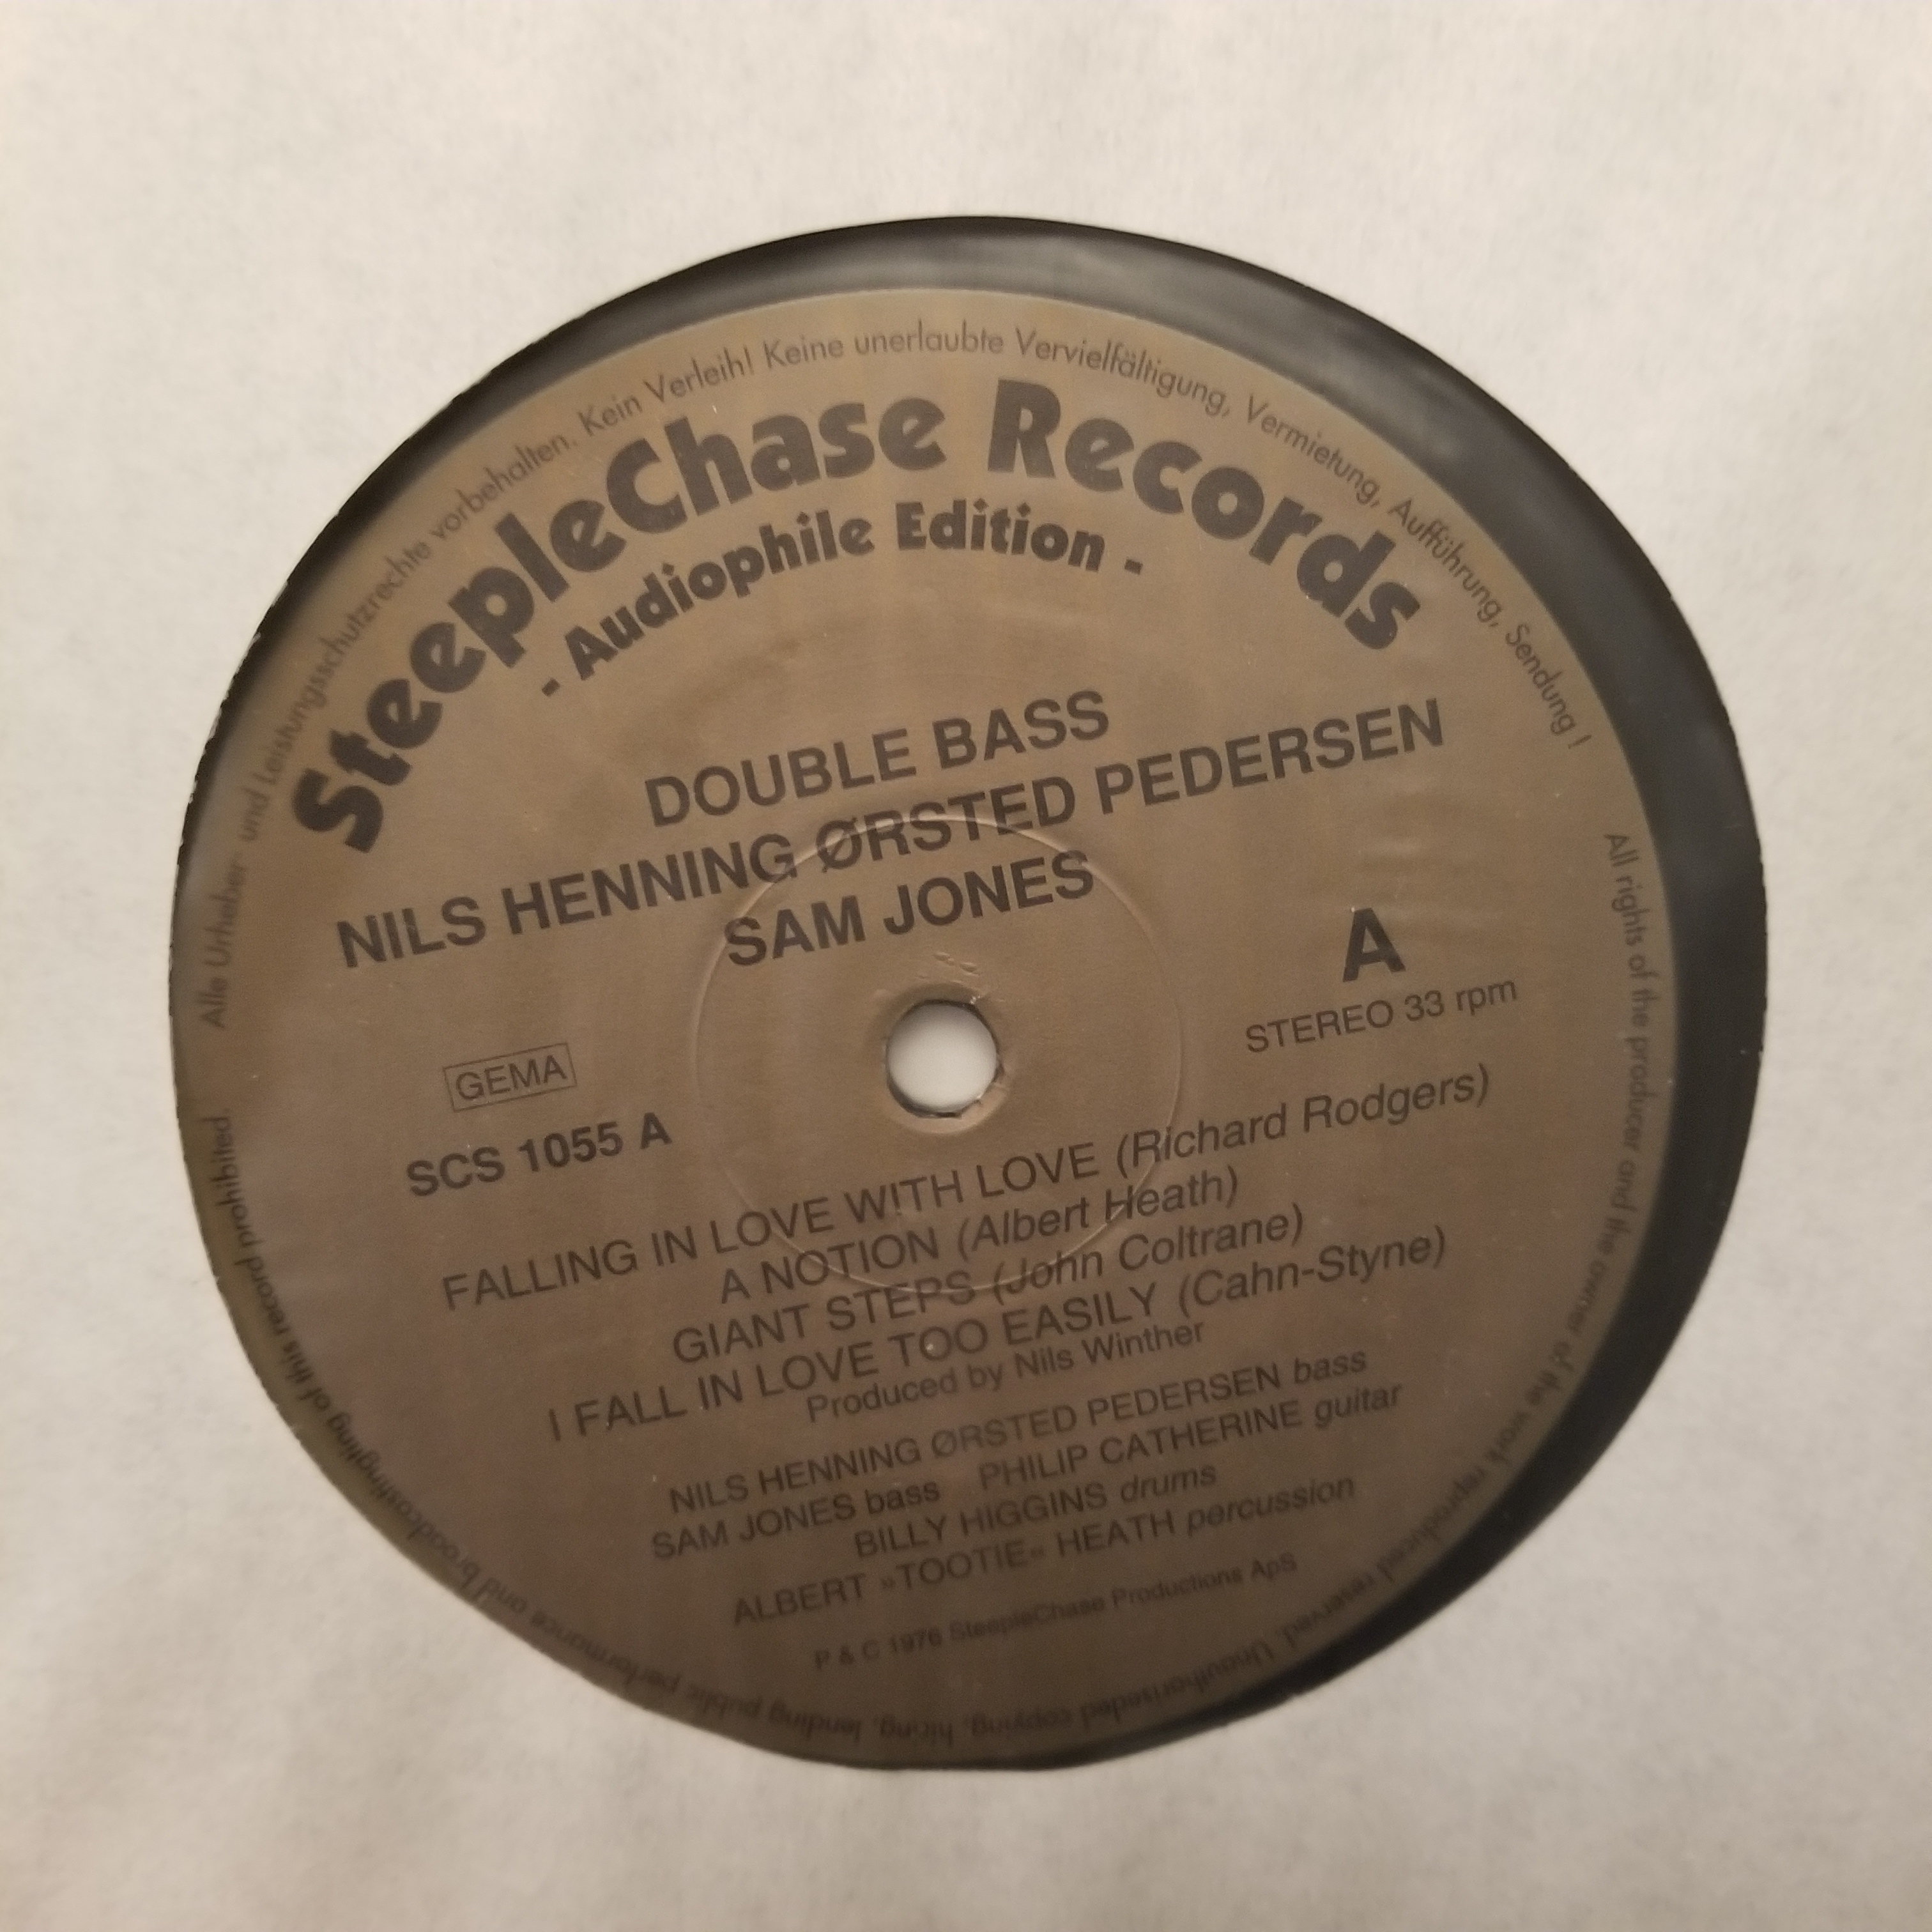 Alle Urheber und Leistungsschutzrechte vorbehalten. Kein Verleih! Keine unerlaubte Vervielfältigung, Vermietung, Aufführung, Sendung !
SteepleChase Records
- Audiophile Edition -
DOUBLE BASS
NILS HENNING ØRSTED PEDERSEN
SAM JONES
A
STEREO 33 rpm
GEMA
SCS 1055 A
FALLING IN LOVE WITH LOVE (Richard Rodgers)
A NOTION (Albert Heath)
GIANT STEPS (John Coltrane)
I FALL IN LOVE TOO EASILY (Cahn-Styne)
Produced by Nils Winther
NILS HENNING ØRSTED PEDERSEN bass
SAM JONES bass PHILIP CATHERINE guitar
BILLY HIGGINS drums
ALBERT »TOOTIE« HEATH percussion
P & C 1976 SteepleChase Productions ApS
All rights of the producer and the owner of the work reproduced reserved. Unauthorised copying, hiring, lending, public performance and broadcasting of this record prohibited.